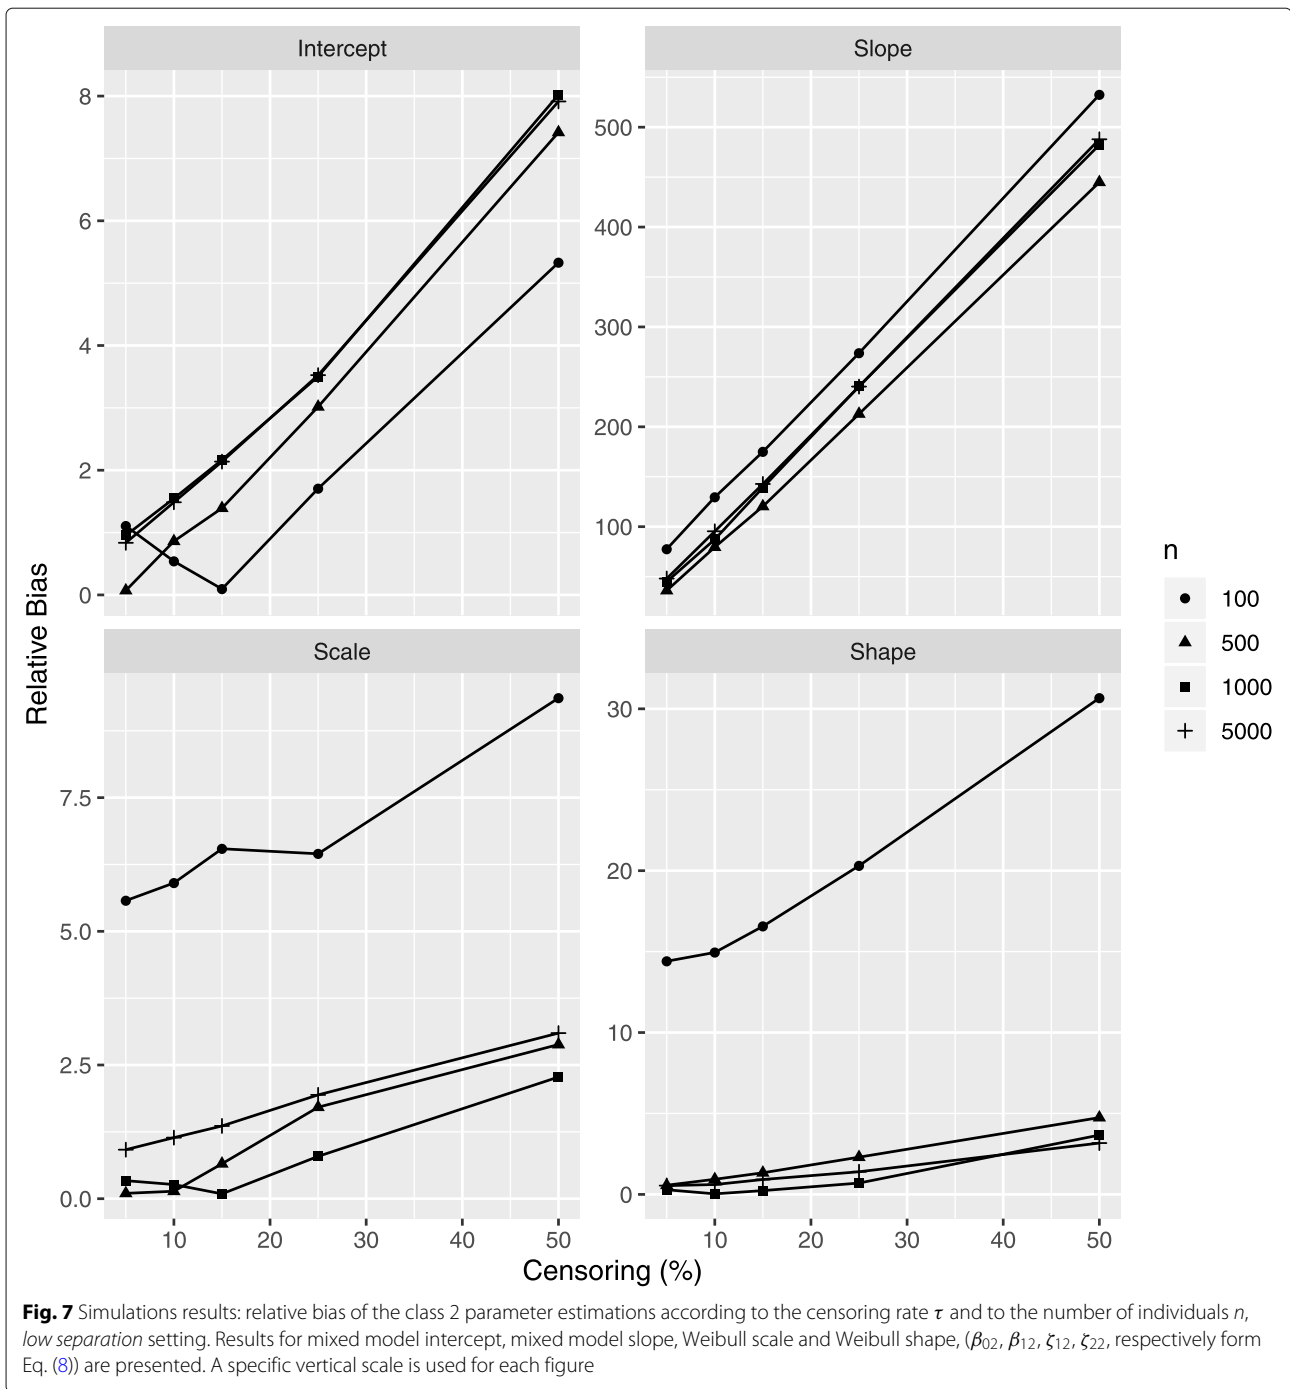 Intercept
Slope
8
6
4
2
0
500
400
300
200
100
Relative Bias
Scale
Shape
7.5
5.0
2.5
0.0
30
20
10
0
10 20 30 40 50
10 20 30 40 50
Censoring (%)
n
100
500
1000
5000
Fig. 7 Simulations results: relative bias of the class 2 parameter estimations according to the censoring rate τ and to the number of individuals n,
low separation setting. Results for mixed model intercept, mixed model slope, Weibull scale and Weibull shape, (β02, β12, ζ12, ζ22, respectively form
Eq. (8)) are presented. A specific vertical scale is used for each figure